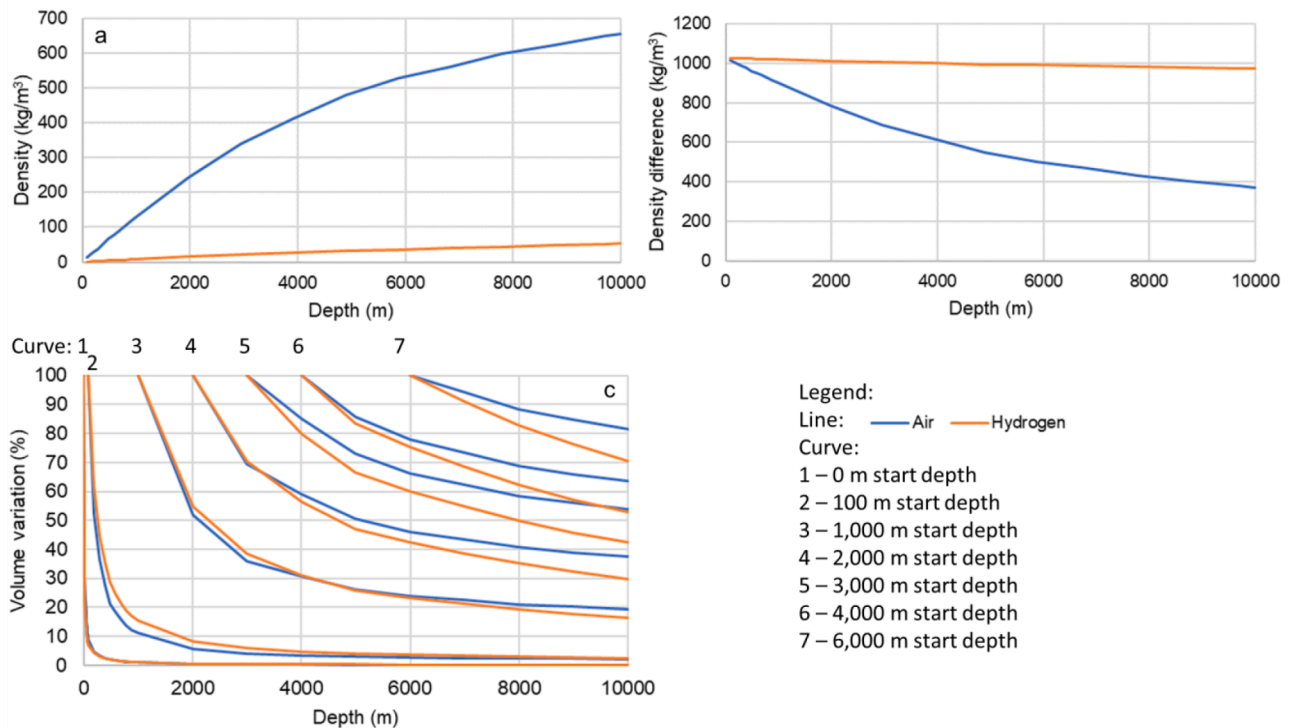 a
Density (kg/m³)
700
600
500
400
300
200
100
0
0 2000 4000 6000 8000 10000
Depth (m)
Density difference (kg/m³)
1200
1000
800
600
400
200
0
0 2000 4000 6000 8000 10000
Depth (m)
Curve: 1 3 4 5 6 7
2
c
Volume variation (%)
100
90
80
70
60
50
40
30
20
10
0
0 2000 4000 6000 8000 10000
Depth (m)
Legend:
Line: Air Hydrogen
Curve:
1 – 0 m start depth
2 – 100 m start depth
3 – 1,000 m start depth
4 – 2,000 m start depth
5 – 3,000 m start depth
6 – 4,000 m start depth
7 – 6,000 m start depth